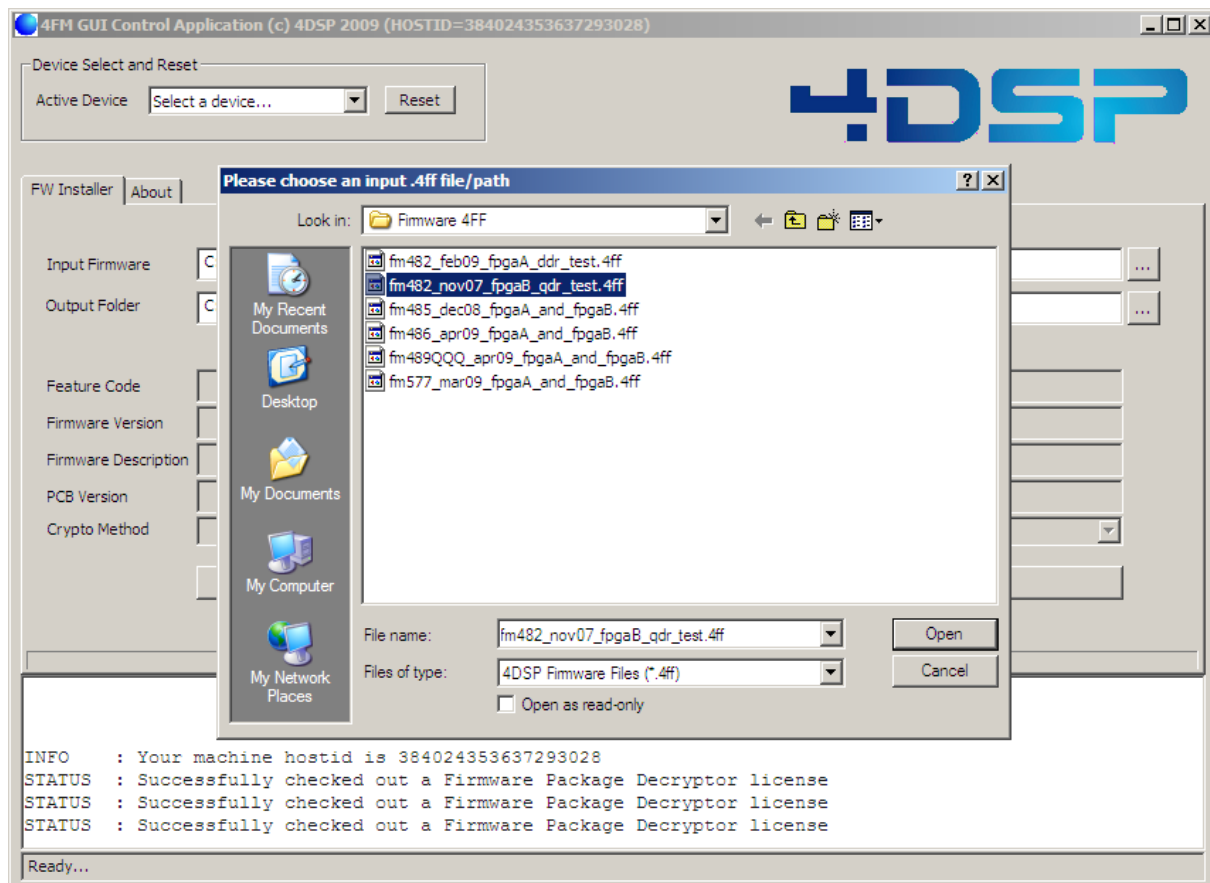 4FM GUI Control Application (c) 4DSP 2009 (HOSTID=384024353637293028)
Device Select and Reset
Active Device Select a device... Reset
4DSP
FW Installer About
Please choose an input .4ff file/path
Look in: Firmware 4FF
Input Firmware C ...
Output Folder C ...
Feature Code
Firmware Version
Firmware Description
PCB Version
Crypto Method
My Recent
Documents
Desktop
My Documents
My Computer
My Network
Places
fm482_feb09_fpgaA_ddr_test.4ff
fm482_nov07_fpgaB_qdr_test.4ff
fm485_dec08_fpgaA_and_fpgaB.4ff
fm486_apr09_fpgaA_and_fpgaB.4ff
fm489QQQ_apr09_fpgaA_and_fpgaB.4ff
fm577_mar09_fpgaA_and_fpgaB.4ff
File name: fm482_nov07_fpgaB_qdr_test.4ff Open
Files of type: 4DSP Firmware Files (*.4ff) Cancel
Open as read-only
INFO : Your machine hostid is 384024353637293028
STATUS : Successfully checked out a Firmware Package Decryptor license
STATUS : Successfully checked out a Firmware Package Decryptor license
STATUS : Successfully checked out a Firmware Package Decryptor license
Ready...